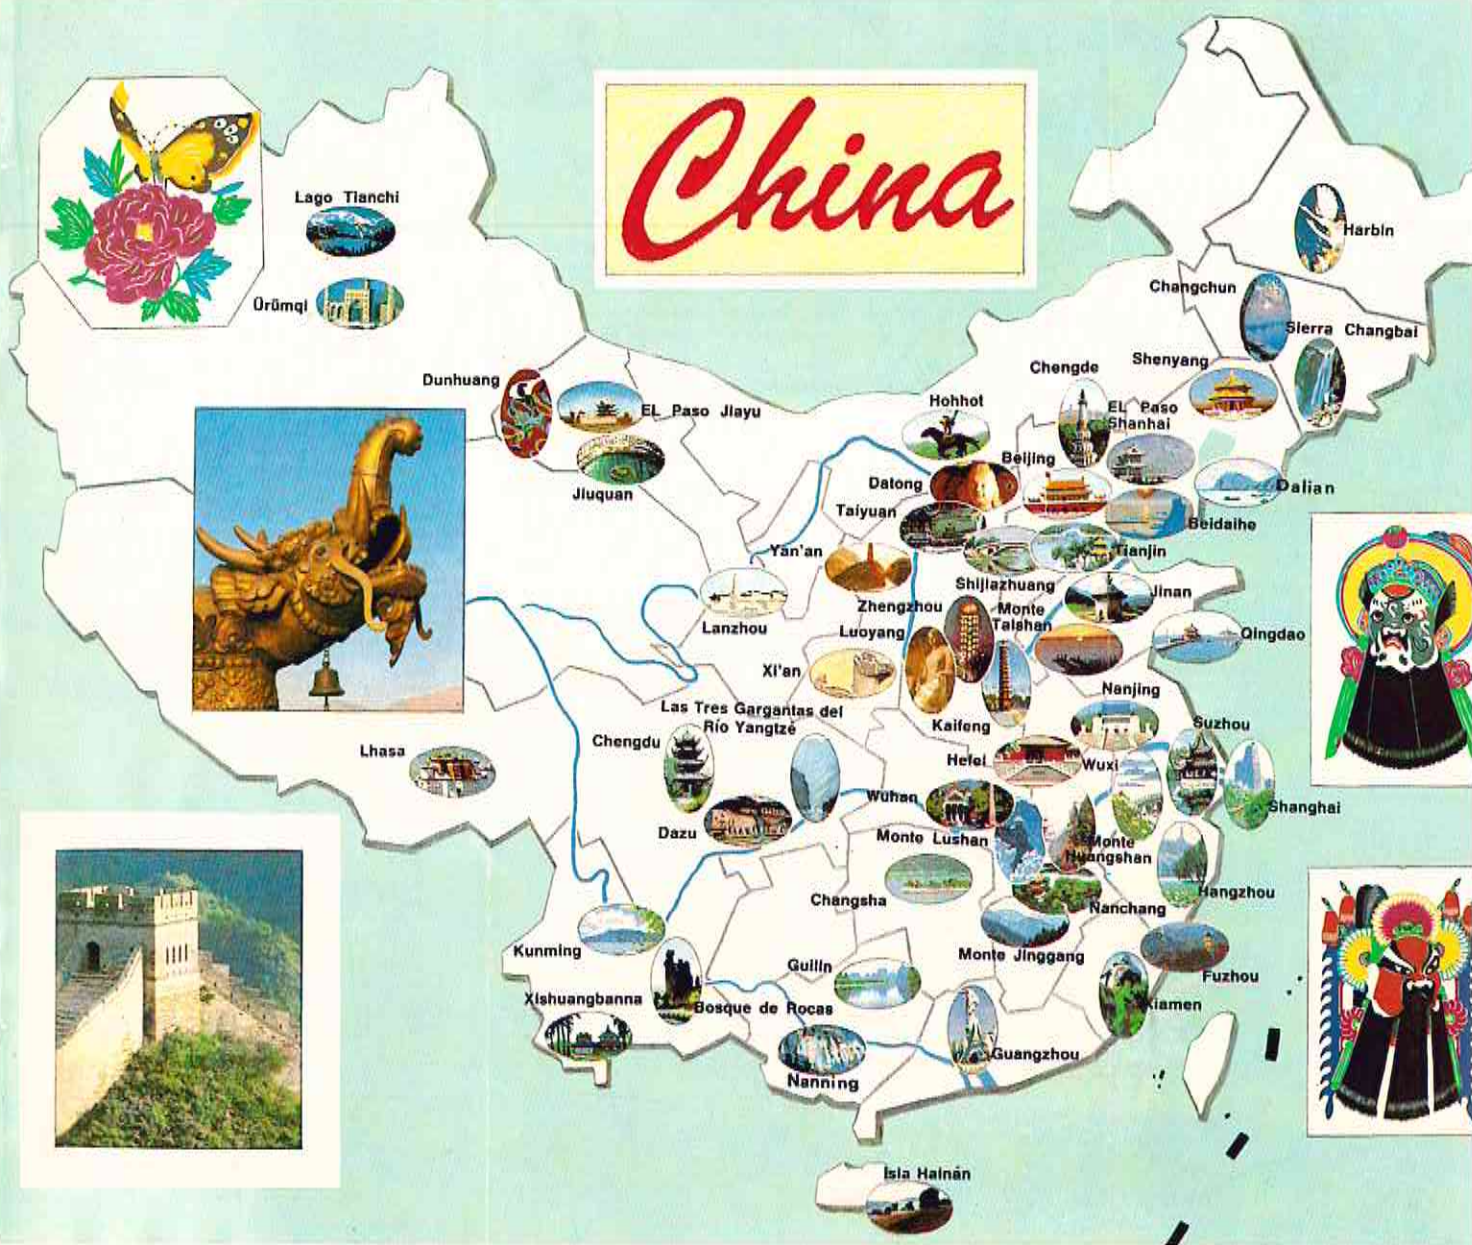 China
Lago Tianchi
Ürümqi
Harbin
Changchun
Sierra Changbai
Shenyang
Chengde
Dunhuang
EL Paso Jiayu
Jiuquan
Hohhot
EL Paso
Shanhai
Beijing
Datong
Dalian
Taiyuan
Beidaihe
Yan'an
Tianjin
Shijiazhuang
Jinan
Lanzhou
Zhengzhou
Monte
Taishan
Luoyang
Qingdao
Xi'an
Nanjing
Las Tres Gargantas del
Río Yangtzé
Kaifeng
Suzhou
Chengdu
Lhasa
Hefei
Wuxi
Wuhan
Shanghai
Dazu
Monte Lushan
Monte
Huangshan
Changsha
Hangzhou
Nanchang
Kunming
Monte Jinggang
Guilin
Fuzhou
Xishuangbanna
Bosque de Rocas
Xiamen
Guangzhou
Nanning
Isla Hainán